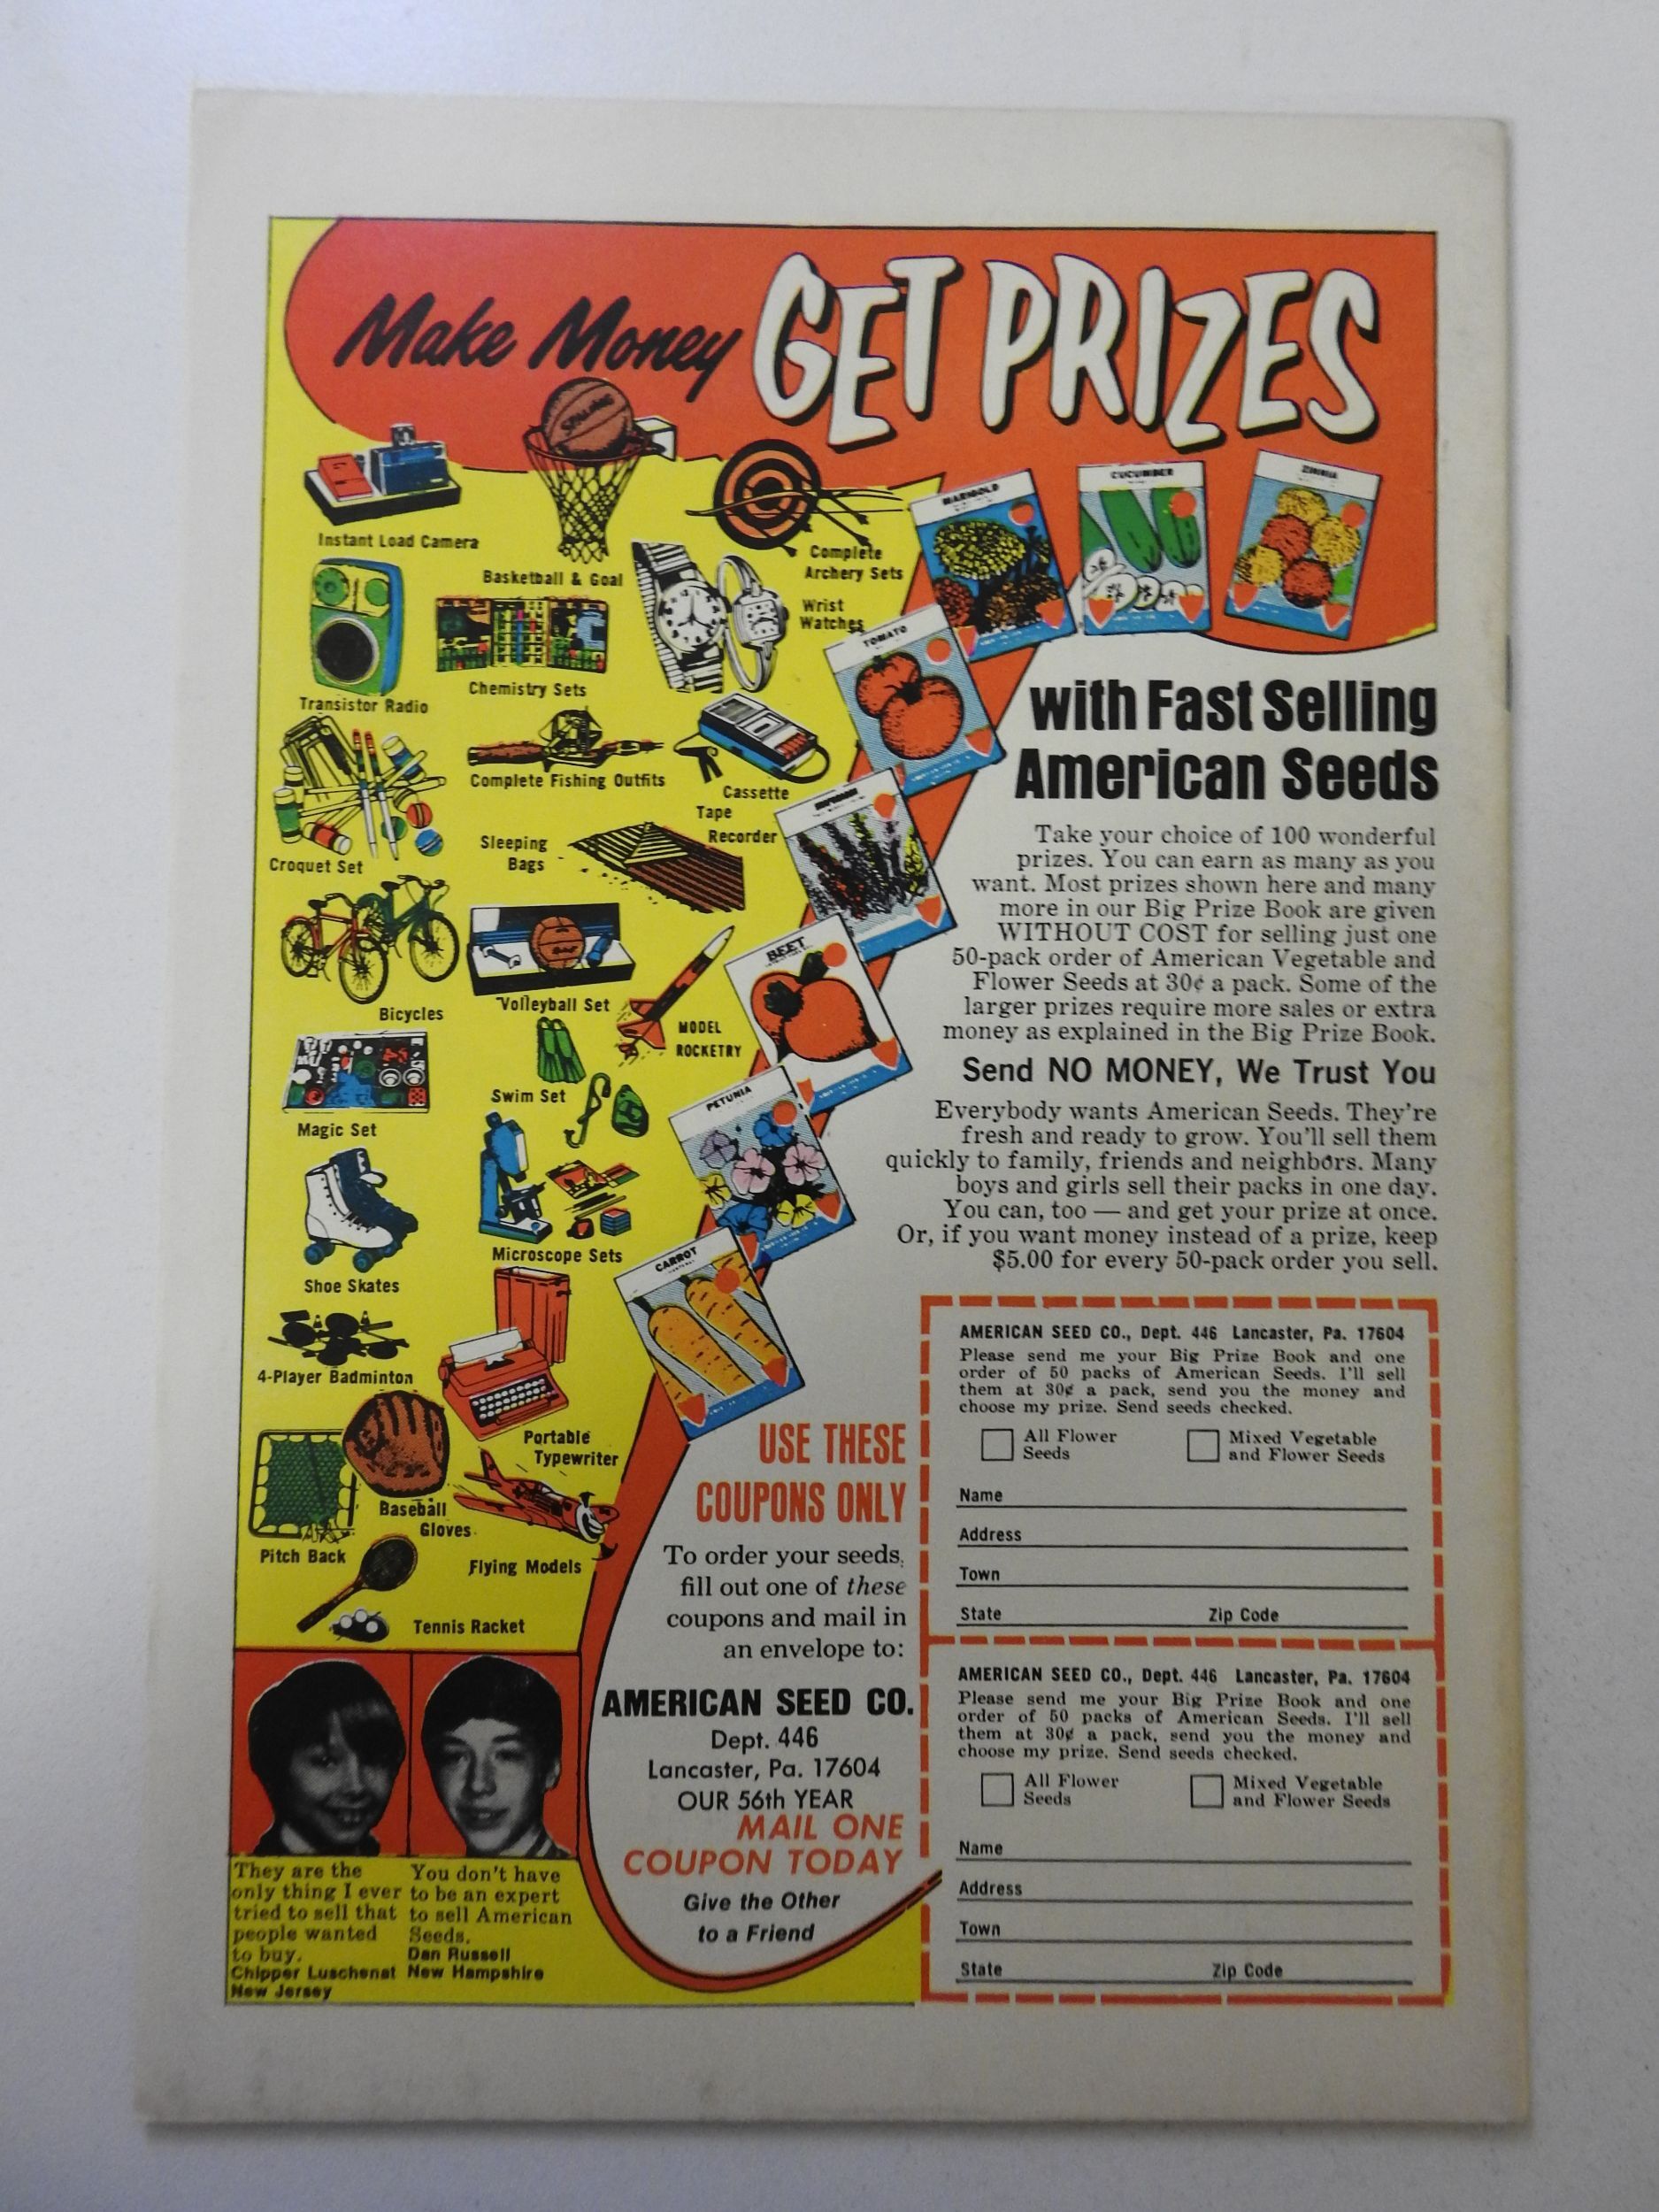 Make Money GET PRIZES
SPALDING
Instant Load Camera
Basketball & Goal
Complete
Archery Sets
Wrist
Watches
Transistor Radio
Chemistry Sets
Complete Fishing Outfits
Cassette
Tape
Recorder
Croquet Set
Sleeping
Bags
Bicycles
Volleyball Set
MODEL
ROCKETRY
Magic Set
Swim Set
Shoe Skates
Microscope Sets
4-Player Badminton
Portable
Typewriter
Baseball
Gloves
Pitch Back
Flying Models
Tennis Racket
MARIGOLD
CUCUMBER
ZINNIA
TOMATO
BEET
PETUNIA
CARROT
with Fast Selling
American Seeds
Take your choice of 100 wonderful
prizes. You can earn as many as you
want. Most prizes shown here and many
more in our Big Prize Book are given
WITHOUT COST for selling just one
50-pack order of American Vegetable and
Flower Seeds at 30¢ a pack. Some of the
larger prizes require more sales or extra
money as explained in the Big Prize Book.
Send NO MONEY, We Trust You
Everybody wants American Seeds. They're
fresh and ready to grow. You'll sell them
quickly to family, friends and neighbors. Many
boys and girls sell their packs in one day.
You can, too — and get your prize at once.
Or, if you want money instead of a prize, keep
$5.00 for every 50-pack order you sell.
USE THESE
COUPONS ONLY
To order your seeds,
fill out one of these
coupons and mail in
an envelope to:
AMERICAN SEED CO.
Dept. 446
Lancaster, Pa. 17604
OUR 56th YEAR
MAIL ONE
COUPON TODAY
Give the Other
to a Friend
AMERICAN SEED CO., Dept. 446 Lancaster, Pa. 17604
Please send me your Big Prize Book and one
order of 50 packs of American Seeds. I'll sell
them at 30¢ a pack, send you the money and
choose my prize. Send seeds checked.
All Flower
Seeds
Mixed Vegetable
and Flower Seeds
Name
Address
Town
State Zip Code
AMERICAN SEED CO., Dept. 446 Lancaster, Pa. 17604
Please send me your Big Prize Book and one
order of 50 packs of American Seeds. I'll sell
them at 30¢ a pack, send you the money and
choose my prize. Send seeds checked.
All Flower
Seeds
Mixed Vegetable
and Flower Seeds
Name
Address
Town
State Zip Code
They are the
only thing I ever
tried to sell that
people wanted
to buy.
Chipper Luschenat
New Jersey
You don't have
to be an expert
to sell American
Seeds.
Dan Russell
New Hampshire